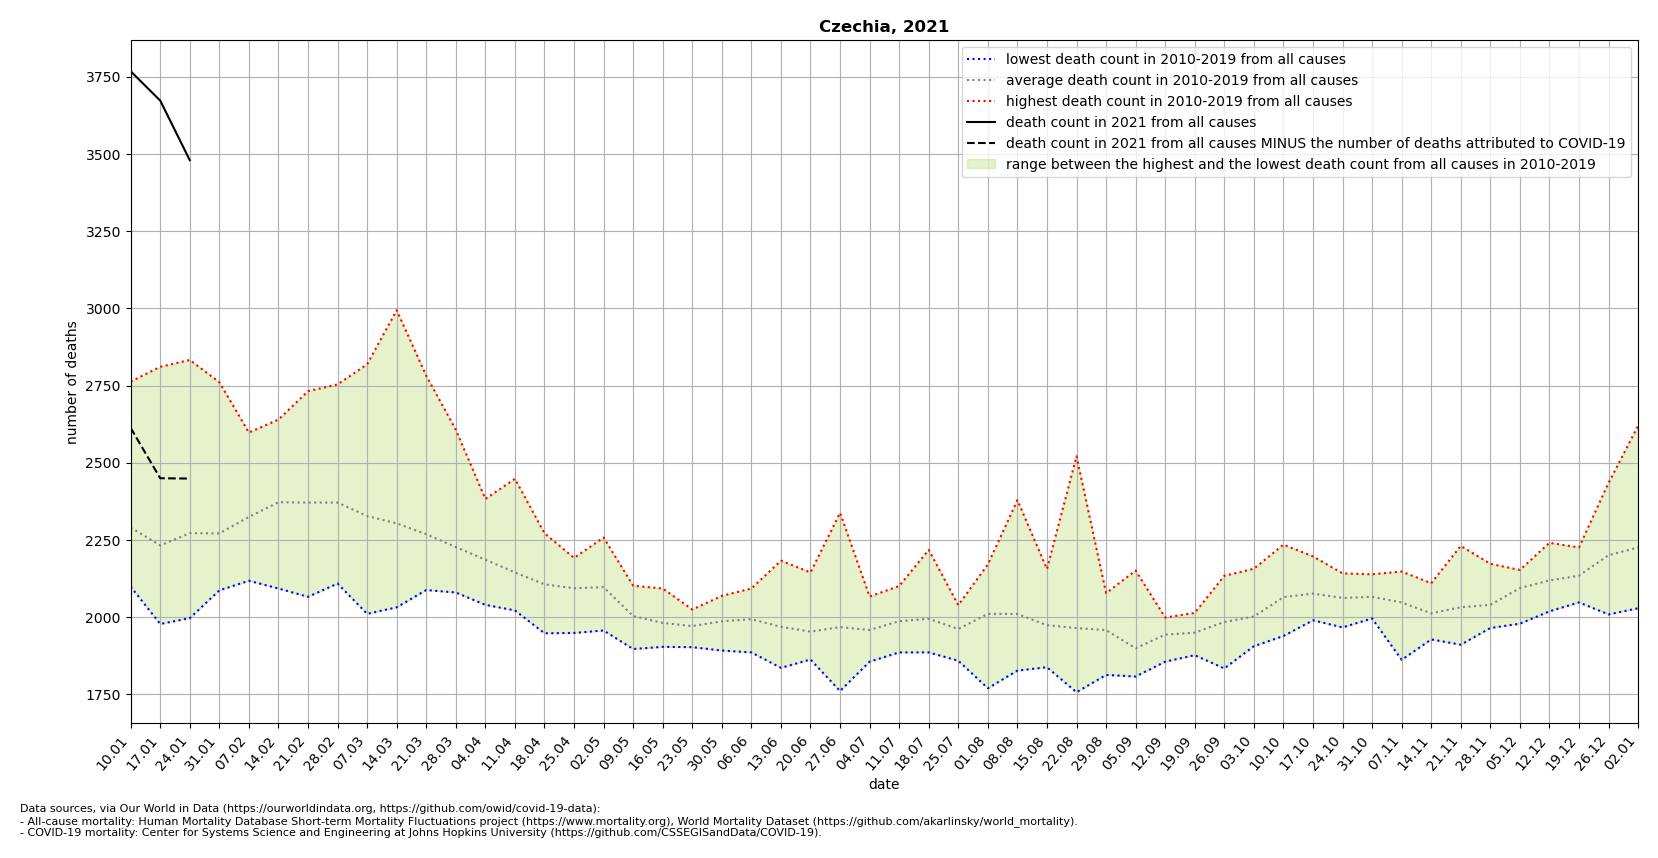 Czechia, 2021
lowest death count in 2010-2019 from all causes
average death count in 2010-2019 from all causes
highest death count in 2010-2019 from all causes
death count in 2021 from all causes
death count in 2021 from all causes MINUS the number of deaths attributed to COVID-19
range between the highest and the lowest death count from all causes in 2010-2019
number of deaths
3750
3500
3250
3000
2750
2500
2250
2000
1750
10.01 17.01 24.01 31.01 07.02 14.02 21.02 28.02 07.03 14.03 21.03 28.03 04.04 11.04 18.04 25.04 02.05 09.05 16.05 23.05 30.05 06.06 13.06 20.06 27.06 04.07 11.07 18.07 25.07 01.08 08.08 15.08 22.08 29.08 05.09 12.09 19.09 26.09 03.10 10.10 17.10 24.10 31.10 07.11 14.11 21.11 28.11 05.12 12.12 19.12 26.12 02.01
date
Data sources, via Our World in Data (https://ourworldindata.org, https://github.com/owid/covid-19-data):
- All-cause mortality: Human Mortality Database Short-term Mortality Fluctuations project (https://www.mortality.org), World Mortality Dataset (https://github.com/akarlinsky/world_mortality).
- COVID-19 mortality: Center for Systems Science and Engineering at Johns Hopkins University (https://github.com/CSSEGISandData/COVID-19).